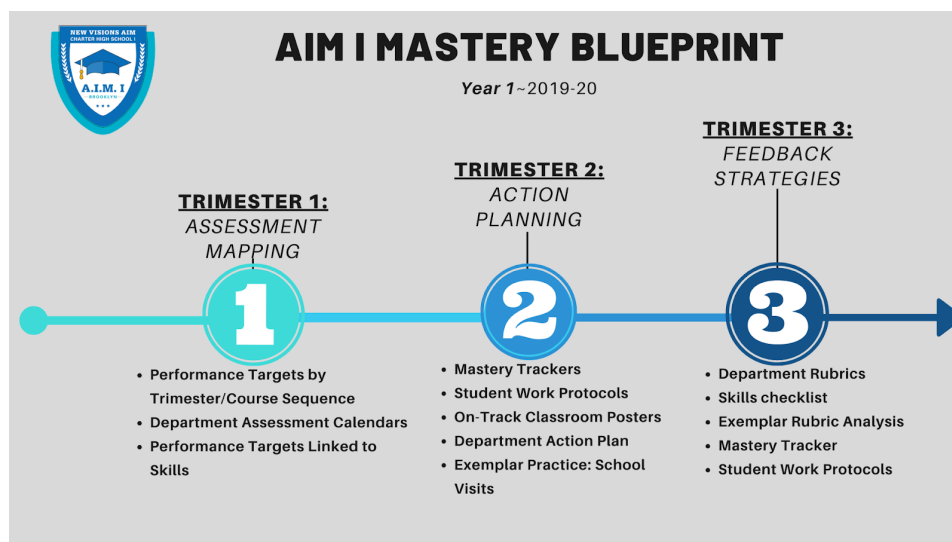 NEW VISIONS AIM
CHARTER HIGH SCHOOL I
A.I.M. I
BROOKLYN
AIM I MASTERY BLUEPRINT
Year 1~2019-20
TRIMESTER 1:
ASSESSMENT
MAPPING
TRIMESTER 2:
ACTION
PLANNING
TRIMESTER 3:
FEEDBACK
STRATEGIES
1
2
3
• Performance Targets by
Trimester/Course Sequence
• Department Assessment Calendars
• Performance Targets Linked to
Skills
• Mastery Trackers
• Student Work Protocols
• On-Track Classroom Posters
• Department Action Plan
• Exemplar Practice: School
Visits
• Department Rubrics
• Skills checklist
• Exemplar Rubric Analysis
• Mastery Tracker
• Student Work Protocols